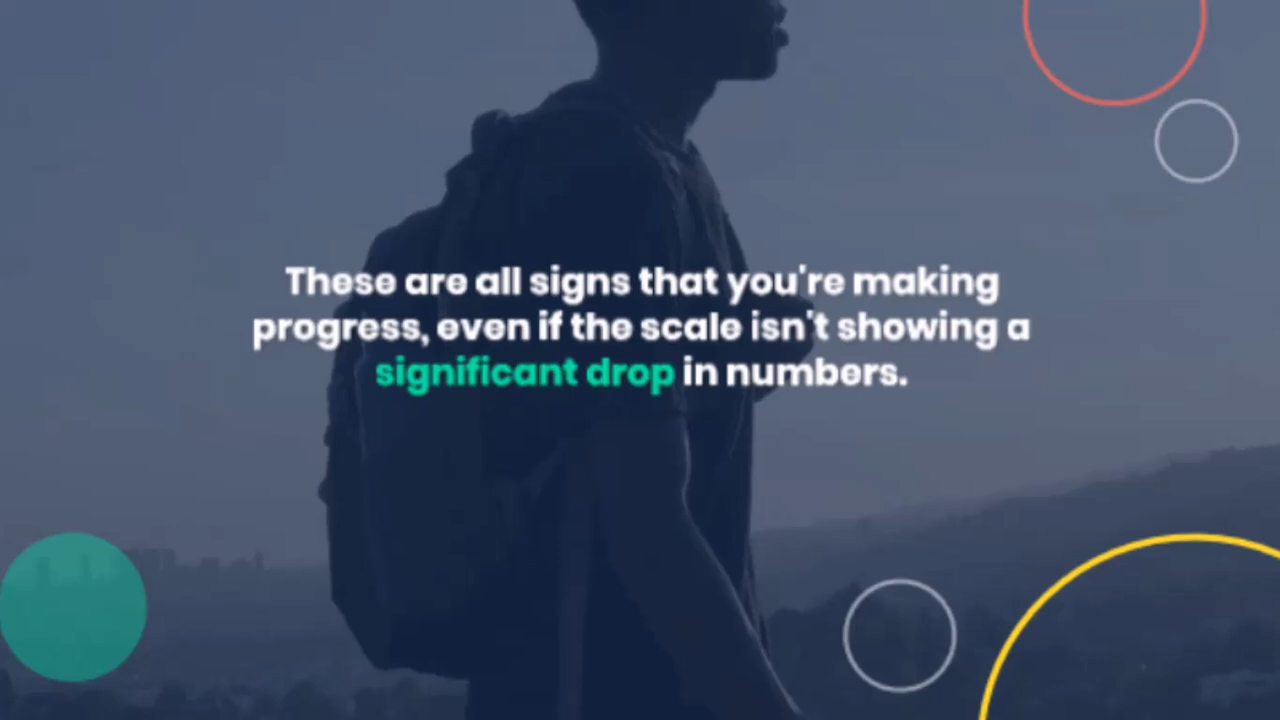 These are all signs that you're making
progress, even if the scale isn't showing a
significant drop in numbers.